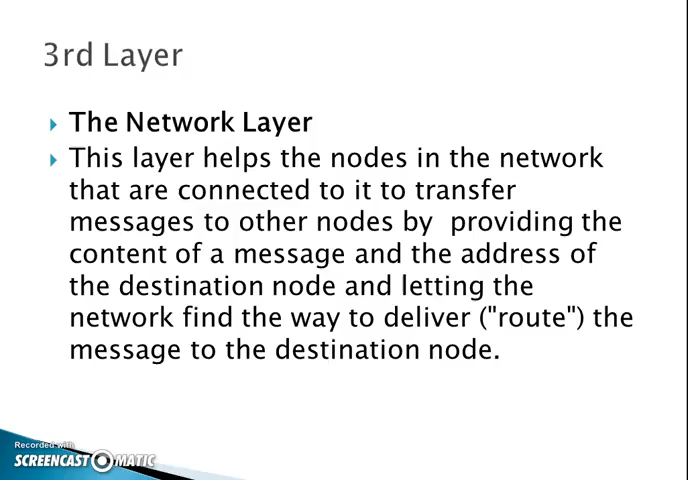 3rd Layer
The Network Layer
This layer helps the nodes in the network
that are connected to it to transfer
messages to other nodes by  providing the
content of a message and the address of
the destination node and letting the
network find the way to deliver ("route") the
message to the destination node.
Recorded with
SCREENCAST-O-MATIC